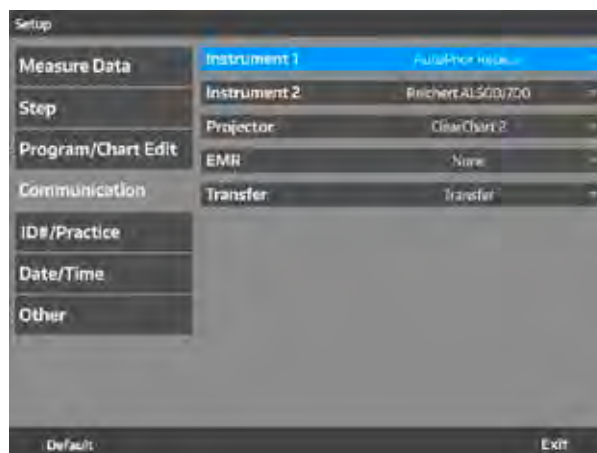 Setup
Measure Data
Step
Program/Chart Edit
Communication
ID#/Practice
Date/Time
Other
Instrument 1
Instrument 2 Reichert ALS00/700
Projector ClearChart 2
EMR None
Transfer Transfer
Default Exit